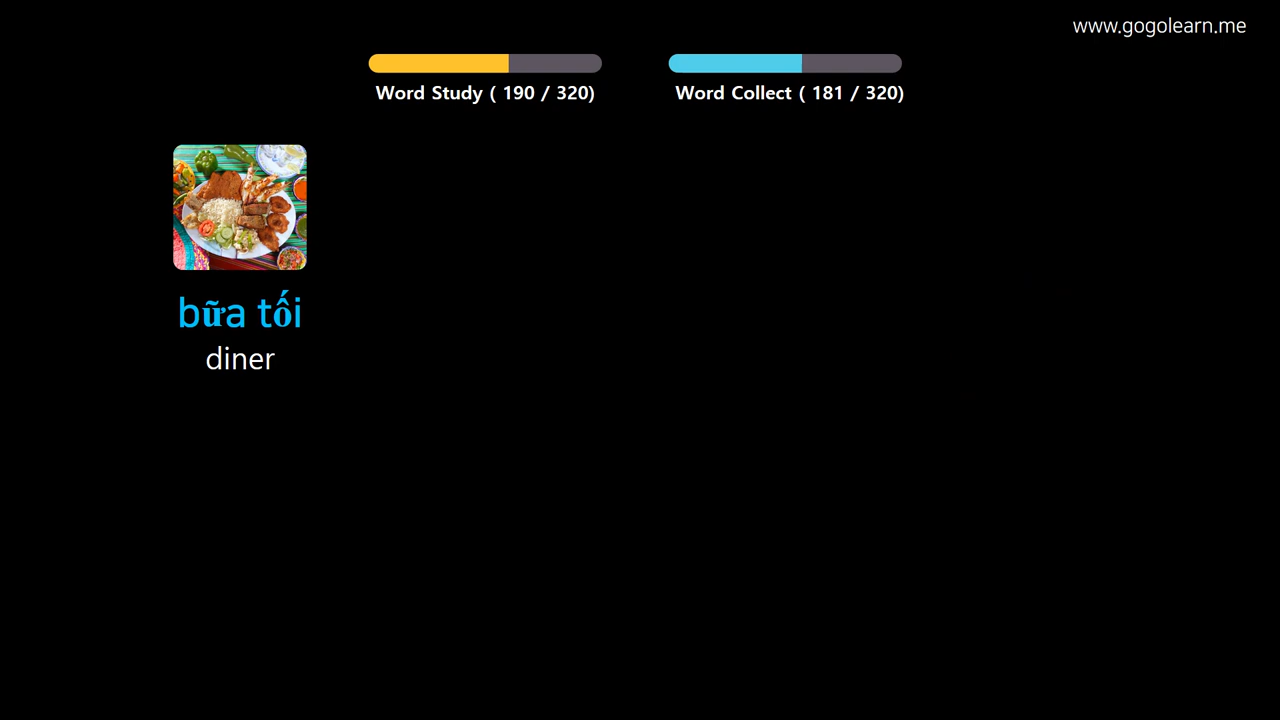 www.gogolearn.me
Word Study ( 190 / 320)
Word Collect ( 181 / 320)
bữa tối
diner